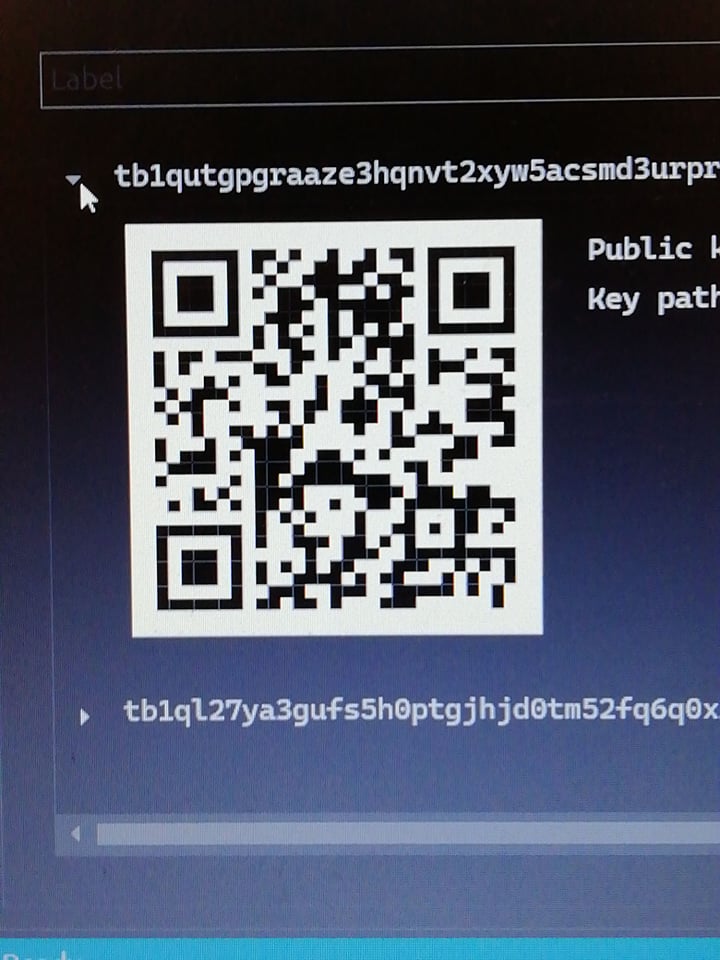 Label
tb1qutgpgraaze3hqnvt2xyw5acsmd3urpr
Public k
Key path
tb1ql27ya3gufs5h0ptgjhjd0tm52fq6q0x